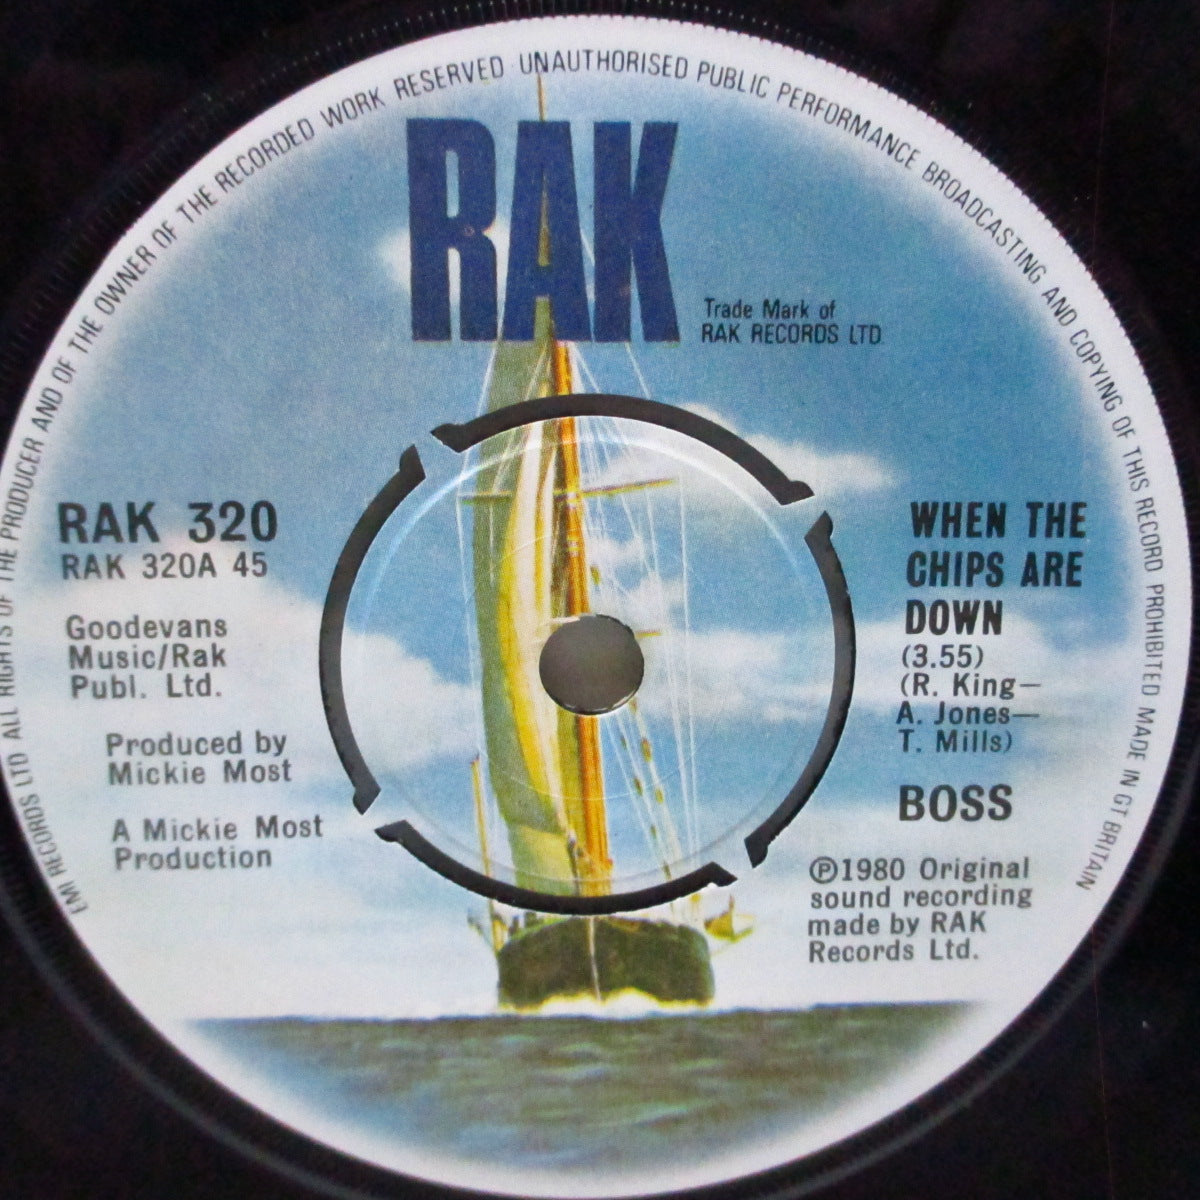 EMI RECORDS LTD ALL RIGHTS OF THE PRODUCER AND OF THE OWNER OF THE RECORDED WORK RESERVED UNAUTHORISED PUBLIC PERFORMANCE BROADCASTING AND COPYING OF THIS RECORD PROHIBITED MADE IN GT BRITAIN
RAK
Trade Mark of
RAK RECORDS LTD
RAK 320
RAK 320A 45
Goodevans
Music/Rak
Publ. Ltd.
Produced by
Mickie Most
A Mickie Most
Production
WHEN THE
CHIPS ARE
DOWN
(3.55)
(R. King—
A. Jones—
T. Mills)
BOSS
℗1980 Original
sound recording
made by RAK
Records Ltd.